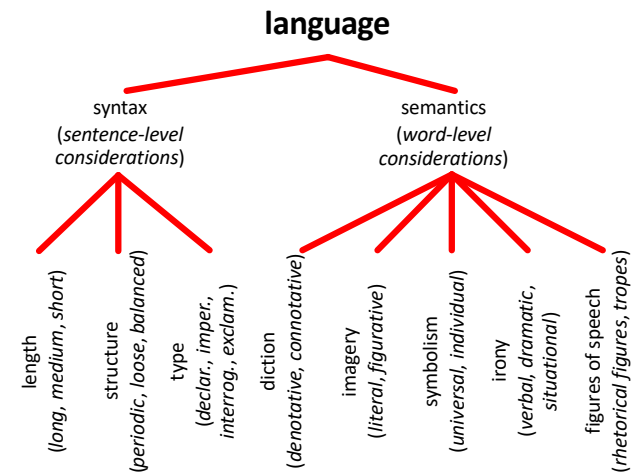 language
syntax
(sentence-level
considerations)
semantics
(word-level
considerations)
length
(long, medium, short)
structure
(periodic, loose, balanced)
type
(declar., imper.,
interrog., exclam.)
diction
(denotative, connotative)
imagery
(literal, figurative)
symbolism
(universal, individual)
irony
(verbal, dramatic,
situational)
figures of speech
(rhetorical figures, tropes)